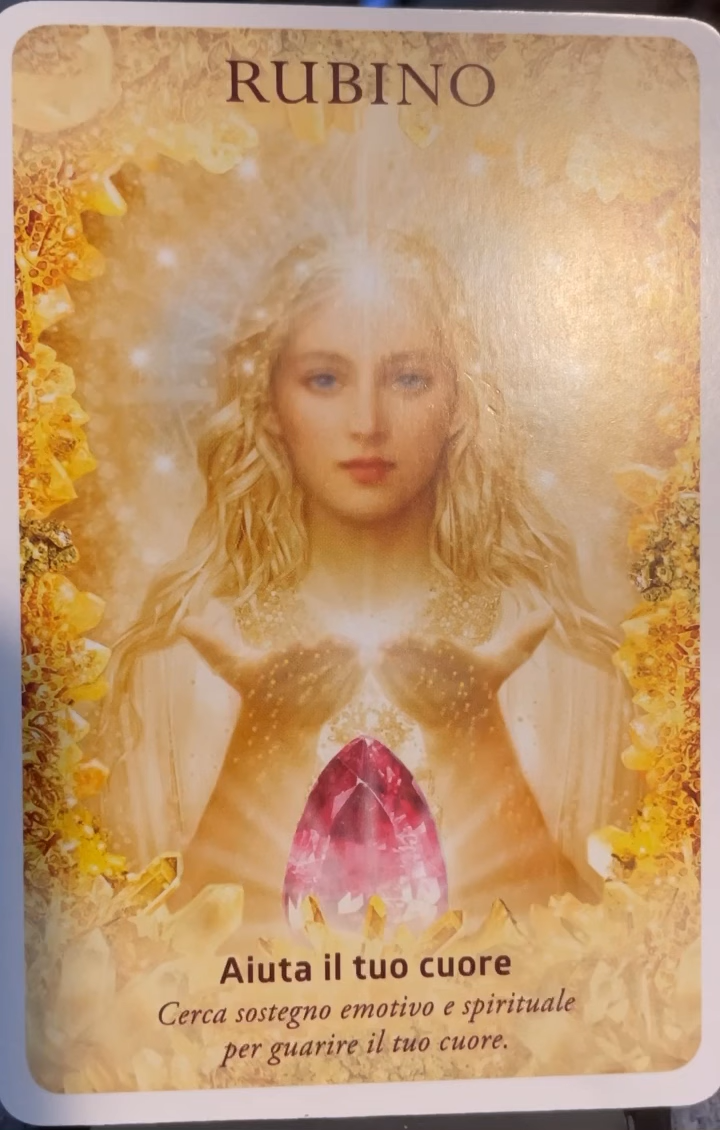 RUBINO
Aiuta il tuo cuore
Cerca sostegno emotivo e spirituale
per guarire il tuo cuore.